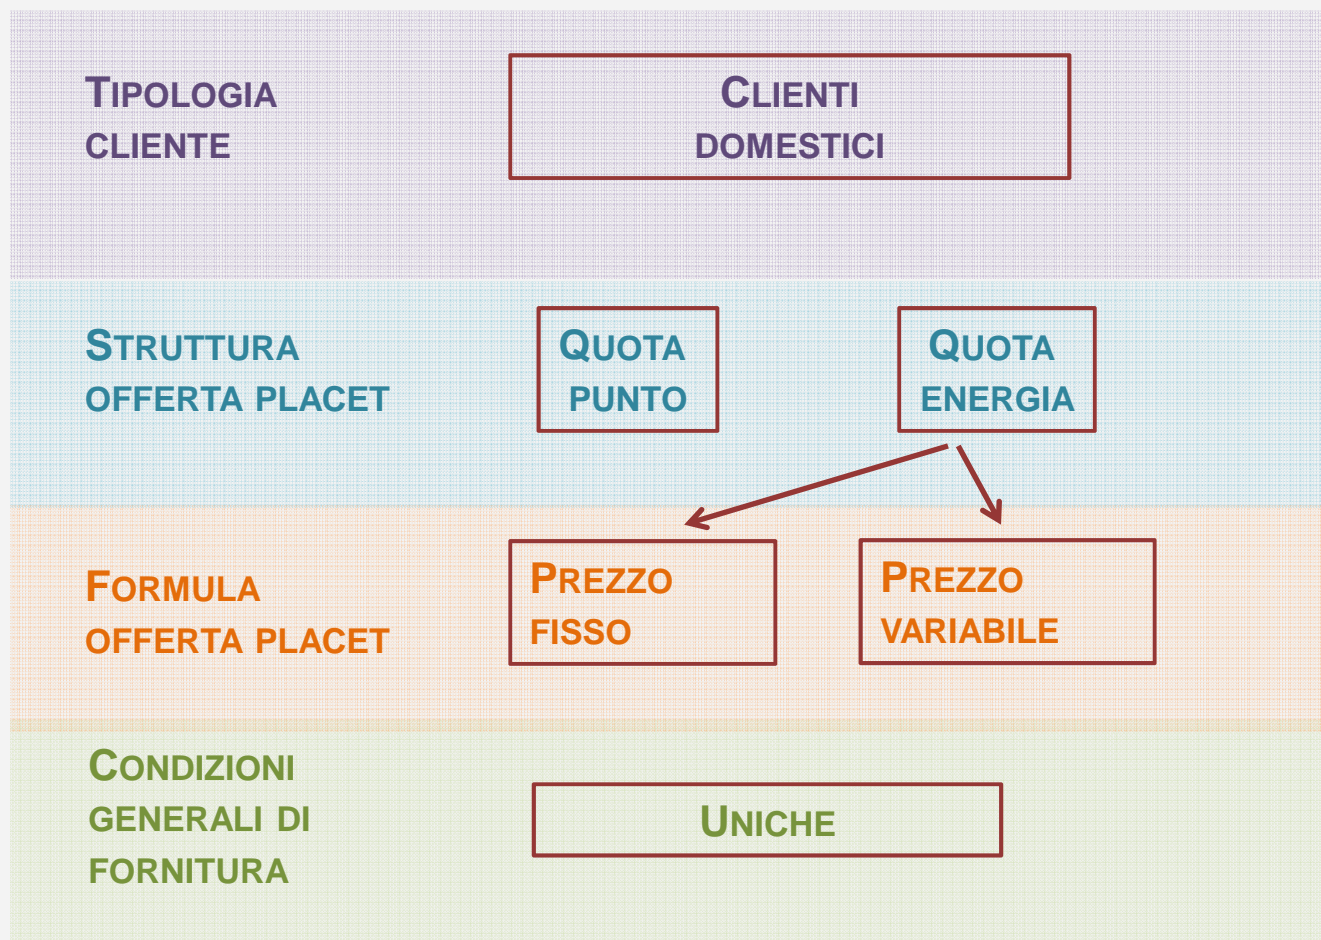 TIPOLOGIA
CLIENTE
CLIENTI
DOMESTICI
STRUTTURA
OFFERTA PLACET
QUOTA
PUNTO
QUOTA
ENERGIA
FORMULA
OFFERTA PLACET
PREZZO
FISSO
PREZZO
VARIABILE
CONDIZIONI
GENERALI DI
FORNITURA
UNICHE